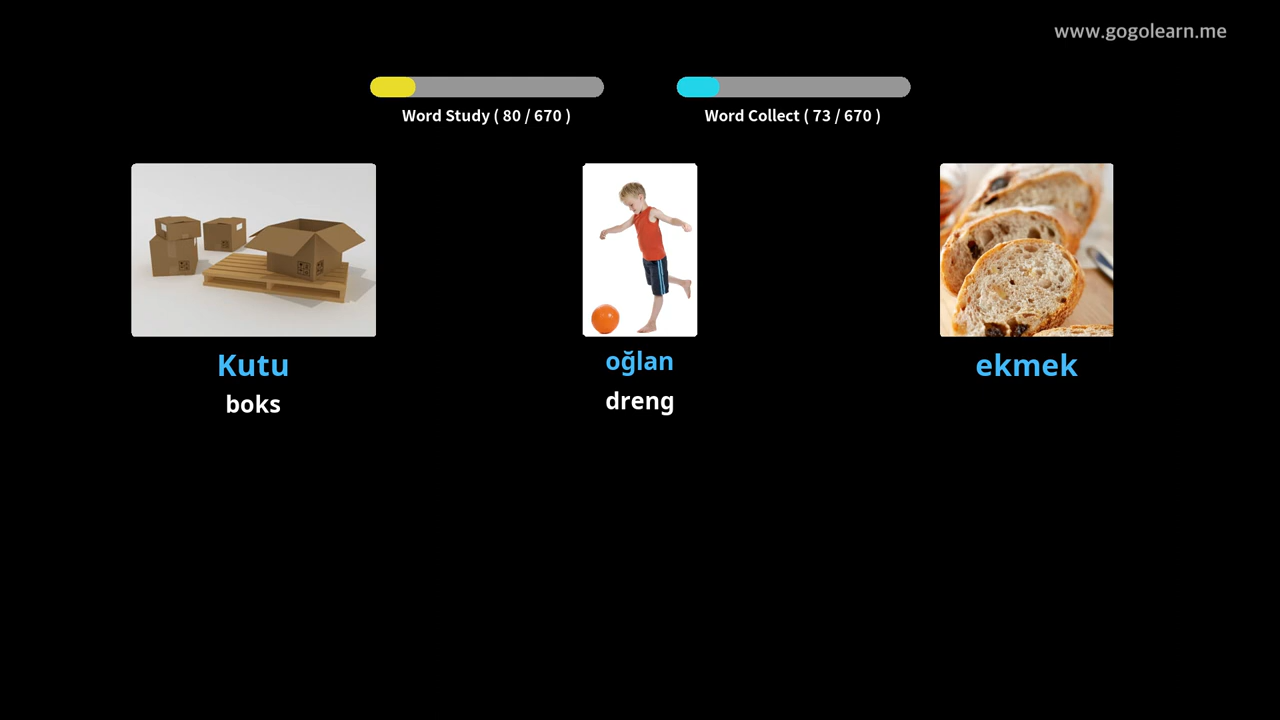 www.gogolearn.me
Word Study ( 80 / 670 )
Word Collect ( 73 / 670 )
Kutu
boks
oğlan
dreng
ekmek